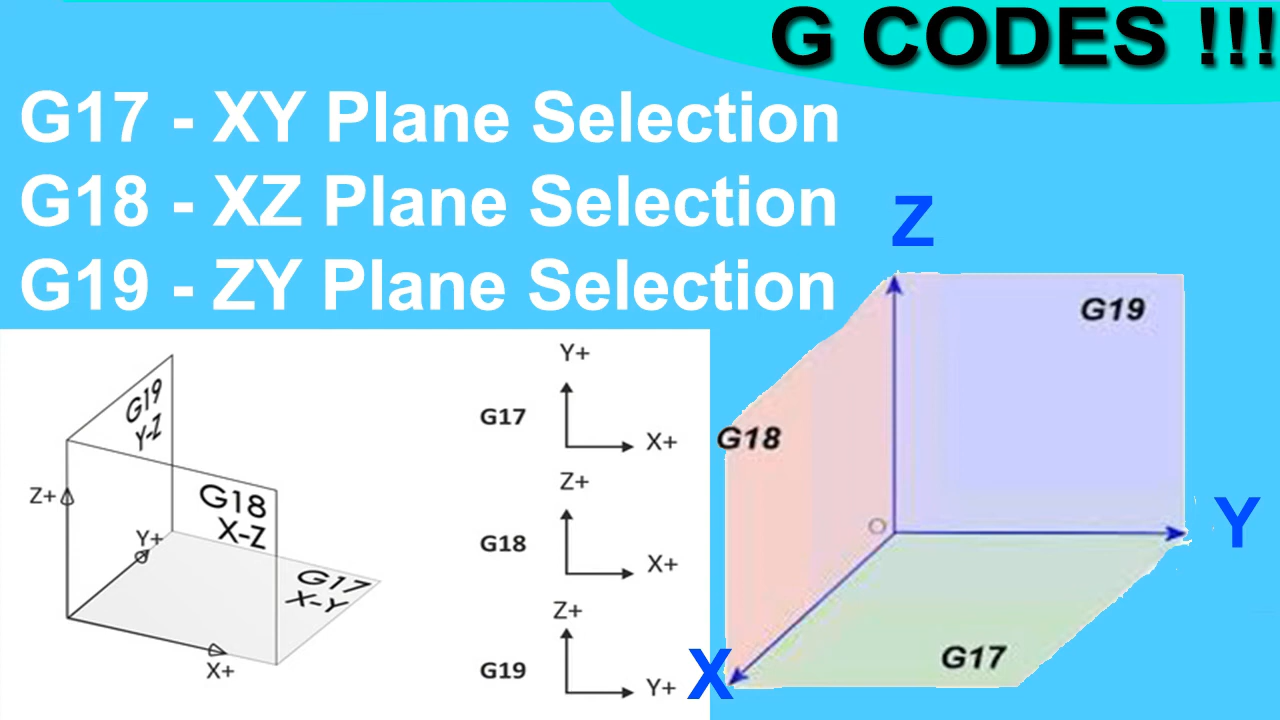 G CODES !!!
G17 - XY Plane Selection
G18 - XZ Plane Selection
G19 - ZY Plane Selection
G19
Y-Z
Z+
G18
X-Z
Y+
G17
X-Y
X+
Y+
G17
X+
Z+
G18
X+
Z+
G19
Y+
Z
G19
G18
O
Y
G17
X